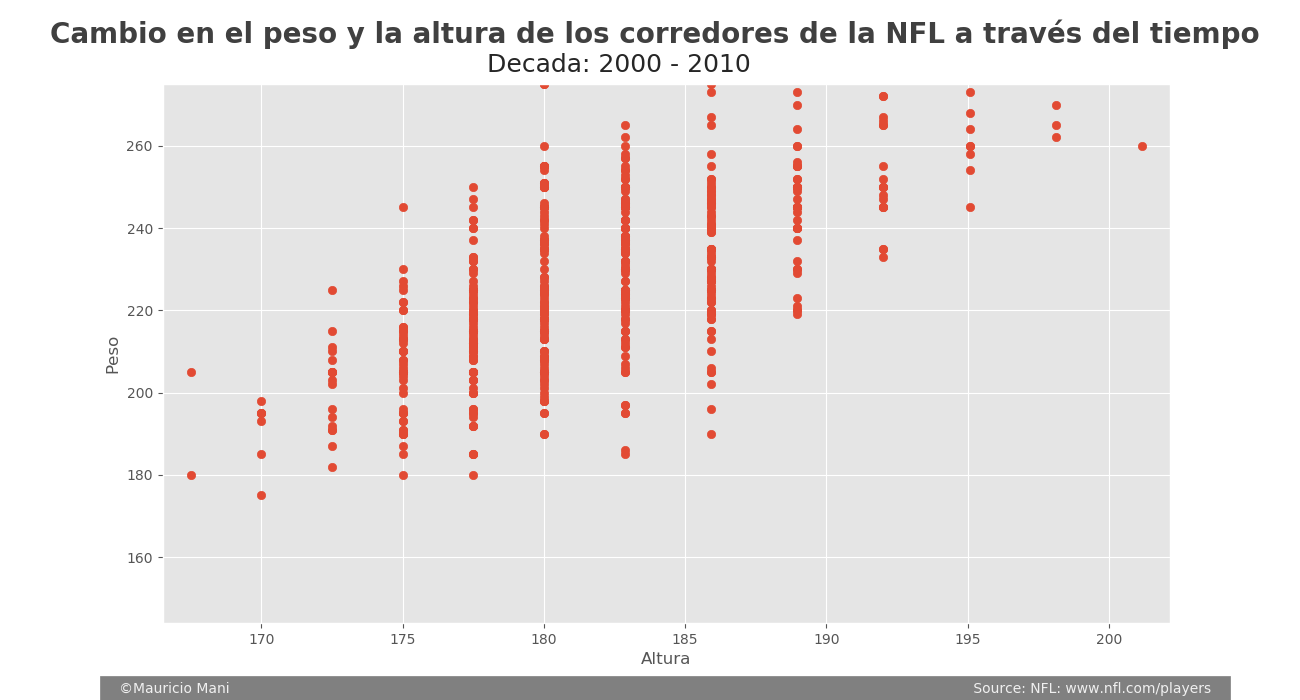 Cambio en el peso y la altura de los corredores de la NFL a través del tiempo
Decada: 2000 - 2010
260
240
220
200
180
160
Peso
170 175 180 185 190 195 200
Altura
©Mauricio Mani Source: NFL: www.nfl.com/players